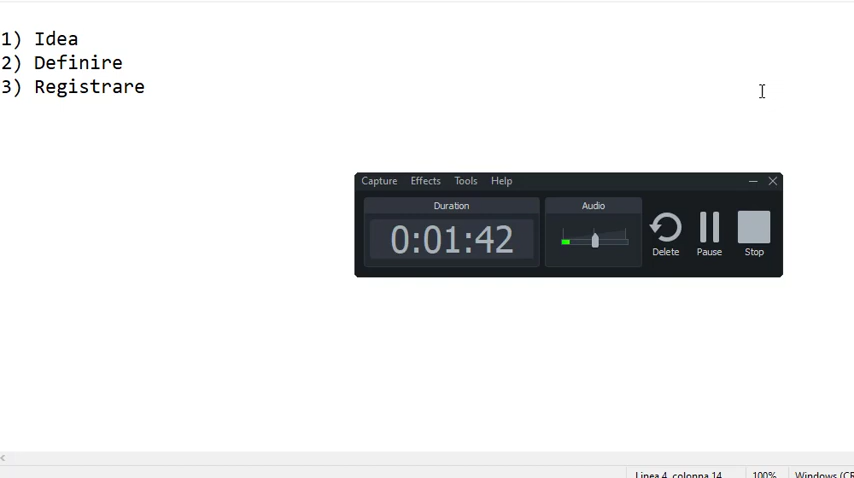 1) Idea
2) Definire
3) Registrare
Capture Effects Tools Help
Duration
Audio
0:01:42
Delete
Pause
Stop
Linea 4, colonna 14
100%
Windows (CR